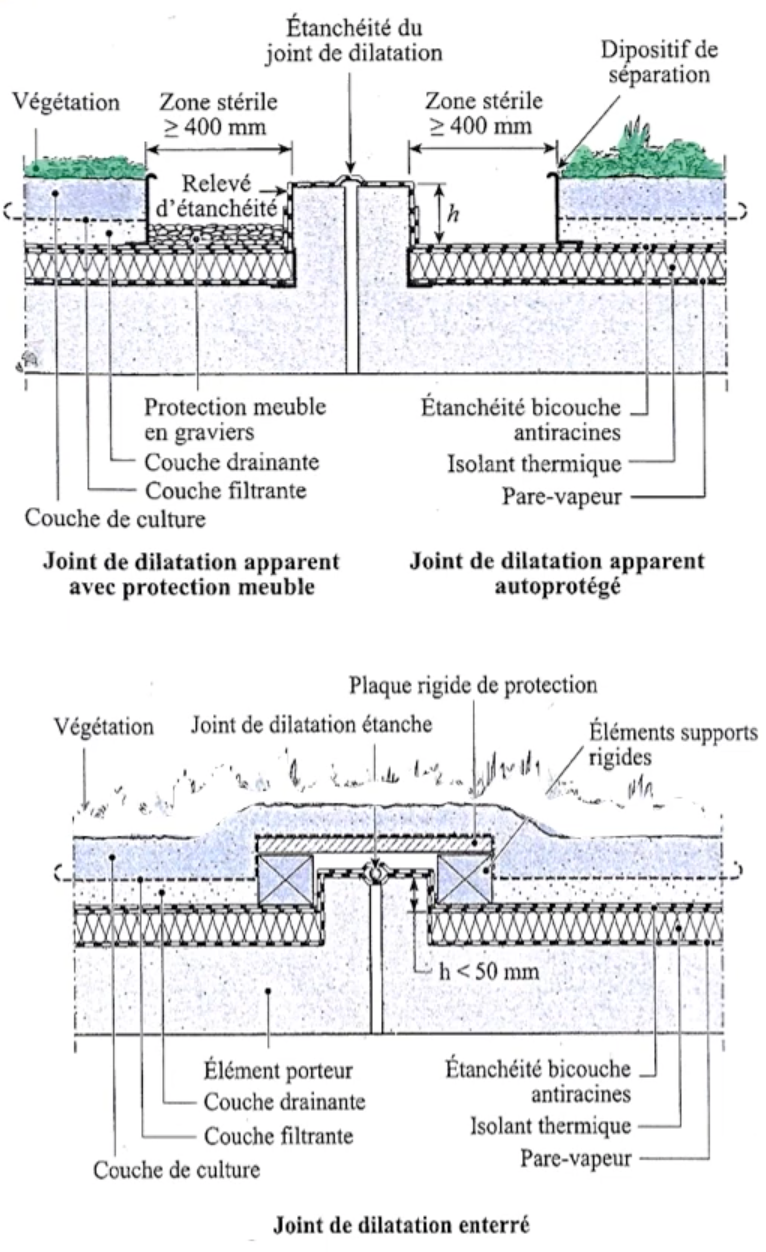 Étanchéité du
joint de dilatation
Dipositif de
séparation
Végétation
Zone stérile
≥ 400 mm
Zone stérile
≥ 400 mm
Relevé
d'étanchéité
h
Protection meuble
en graviers
Couche drainante
Couche filtrante
Couche de culture
Étanchéité bicouche
antiracines
Isolant thermique
Pare-vapeur
Joint de dilatation apparent
avec protection meuble
Joint de dilatation apparent
autoprotégé
Plaque rigide de protection
Végétation
Joint de dilatation étanche
Éléments supports
rigides
h < 50 mm
Élément porteur
Couche drainante
Couche filtrante
Couche de culture
Étanchéité bicouche
antiracines
Isolant thermique
Pare-vapeur
Joint de dilatation enterré